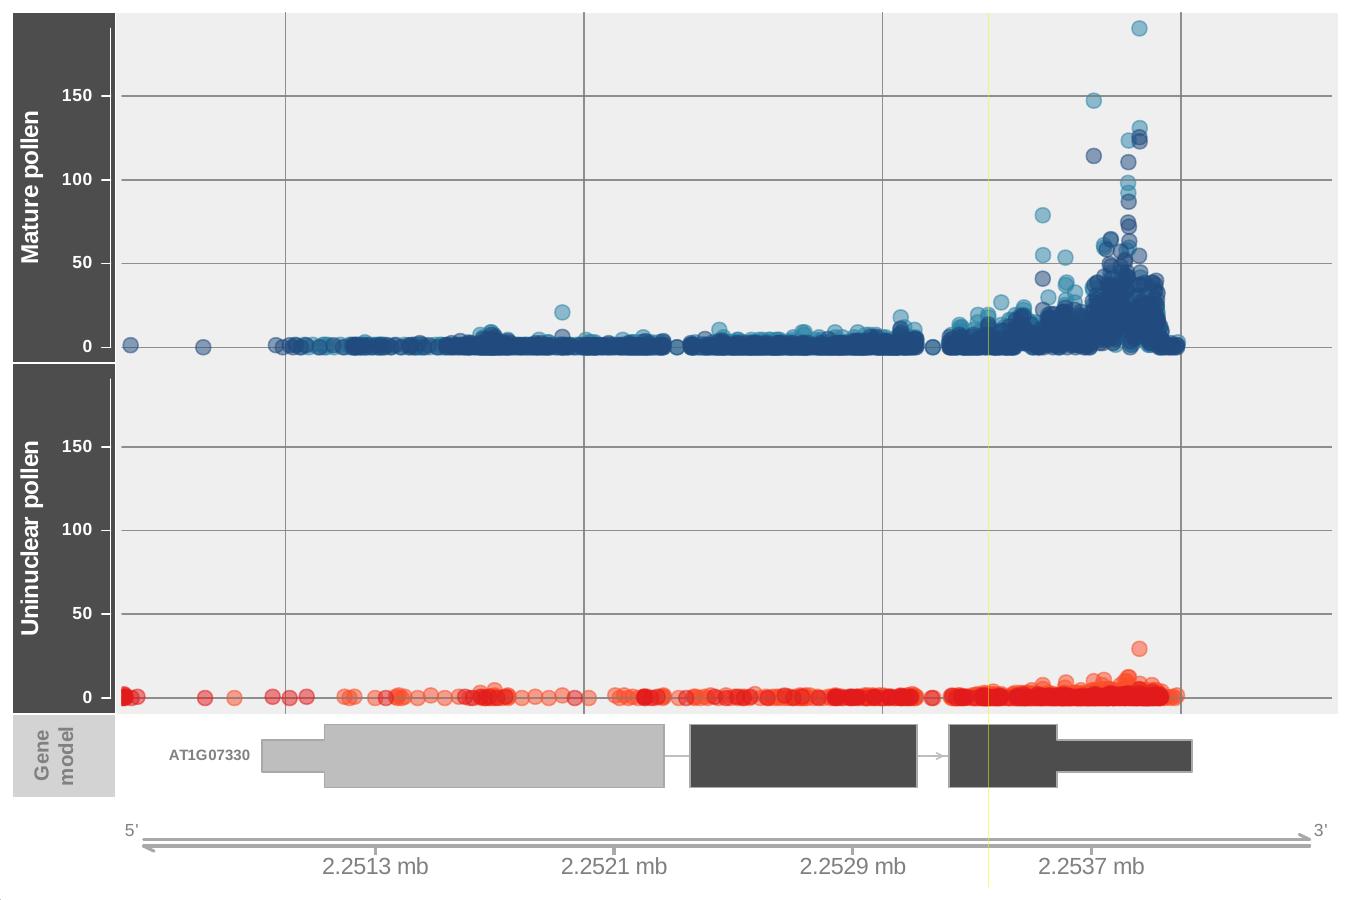 Mature pollen
150
100
50
0
Uninuclear pollen
150
100
50
0
Gene
model
AT1G07330
5'
3'
2.2513 mb
2.2521 mb
2.2529 mb
2.2537 mb